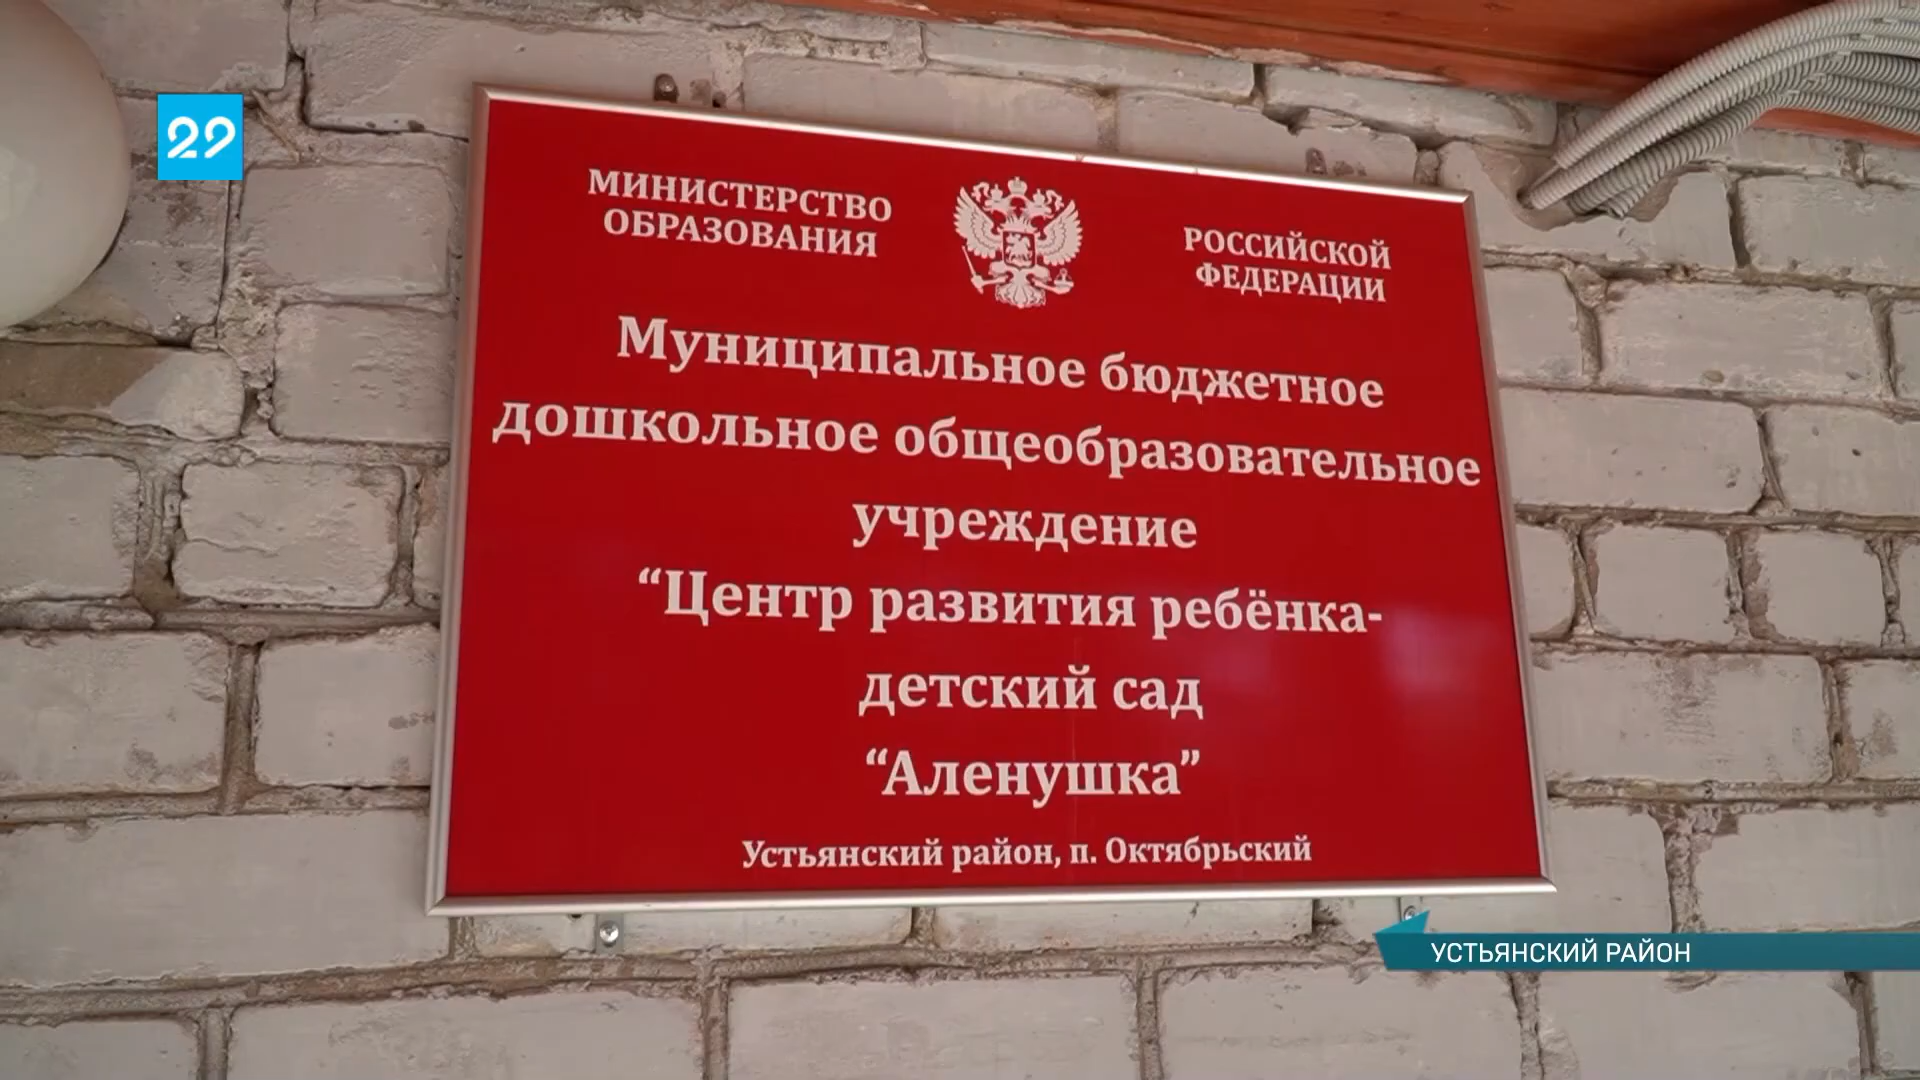 29
МИНИСТЕРСТВО
ОБРАЗОВАНИЯ
РОССИЙСКОЙ
ФЕДЕРАЦИИ
Муниципальное бюджетное
дошкольное общеобразовательное
учреждение
“Центр развития ребёнка-
детский сад
“Аленушка”
Устьянский район, п. Октябрьский
УСТЬЯНСКИЙ РАЙОН